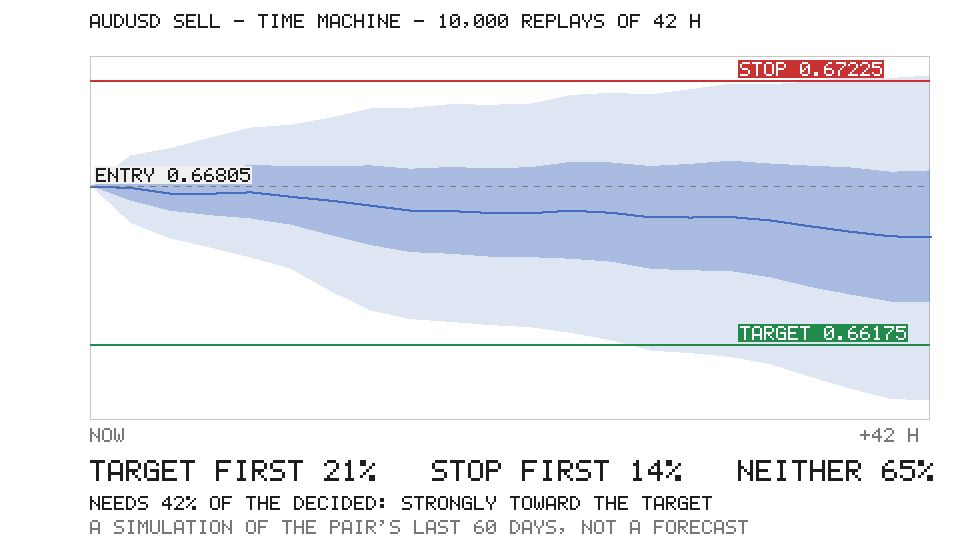 AUDUSD SELL - TIME MACHINE - 10,000 REPLAYS OF 42 H
STOP 0.67225
ENTRY 0.66805
TARGET 0.66175
NOW +42 H
TARGET FIRST 21% STOP FIRST 14% NEITHER 65%
NEEDS 42% OF THE DECIDED: STRONGLY TOWARD THE TARGET
A SIMULATION OF THE PAIR'S LAST 60 DAYS, NOT A FORECAST